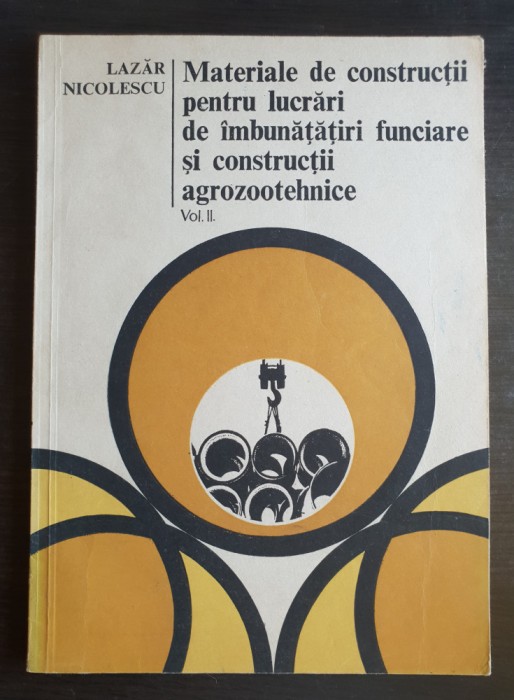 LAZĂR
NICOLESCU
Materiale de construcții
pentru lucrări
de îmbunătățiri funciare
și construcții
agrozootehnice
Vol. II.